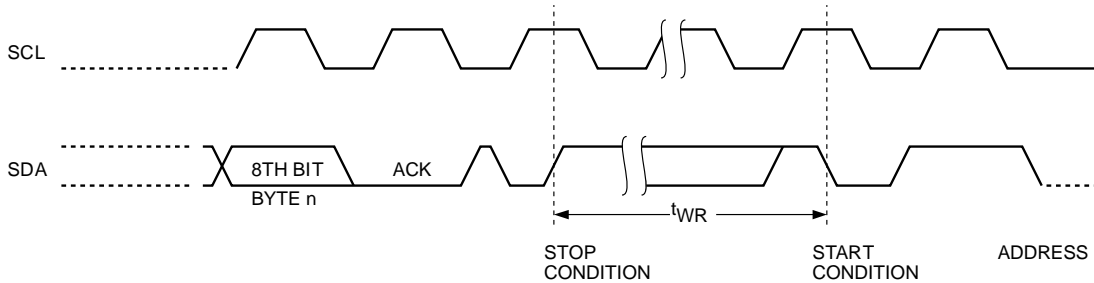 SCL
SDA
8TH BIT
ACK
BYTE n
tWR
STOP
CONDITION
START
CONDITION
ADDRESS